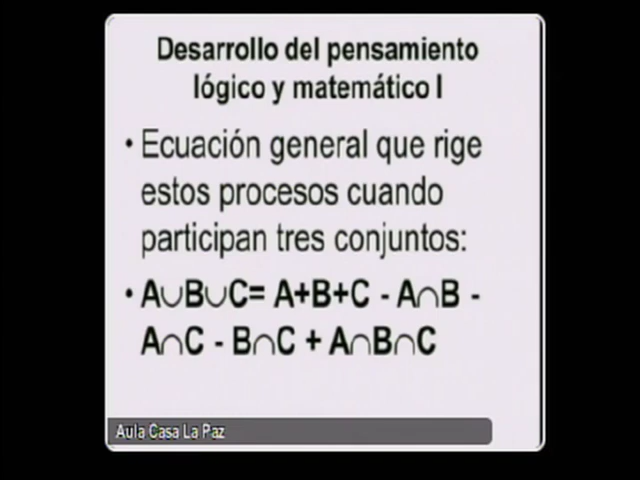 Desarrollo del pensamiento
lógico y matemático I
• Ecuación general que rige
estos procesos cuando
participan tres conjuntos:
• A∪B∪C= A+B+C - A∩B -
A∩C - B∩C + A∩B∩C
Aula Casa La Paz